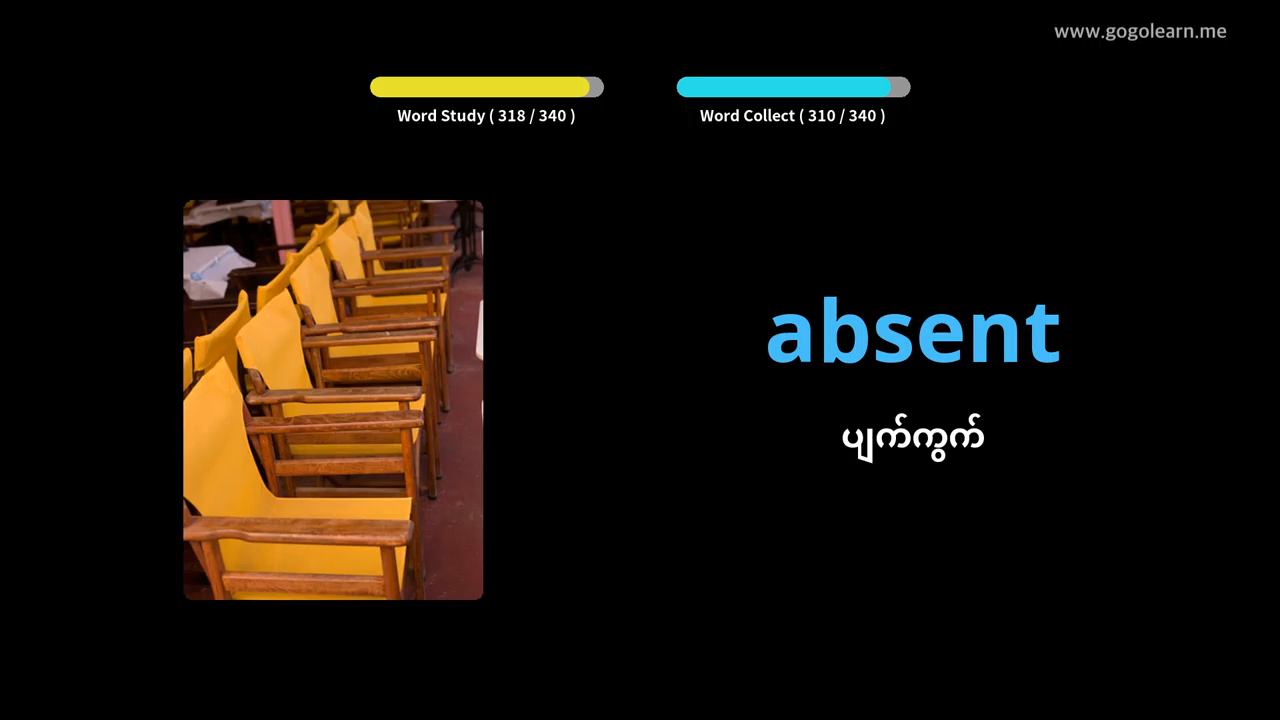 www.gogolearn.me
Word Study ( 318 / 340 )
Word Collect ( 310 / 340 )
absent
ပျက်ကွက်